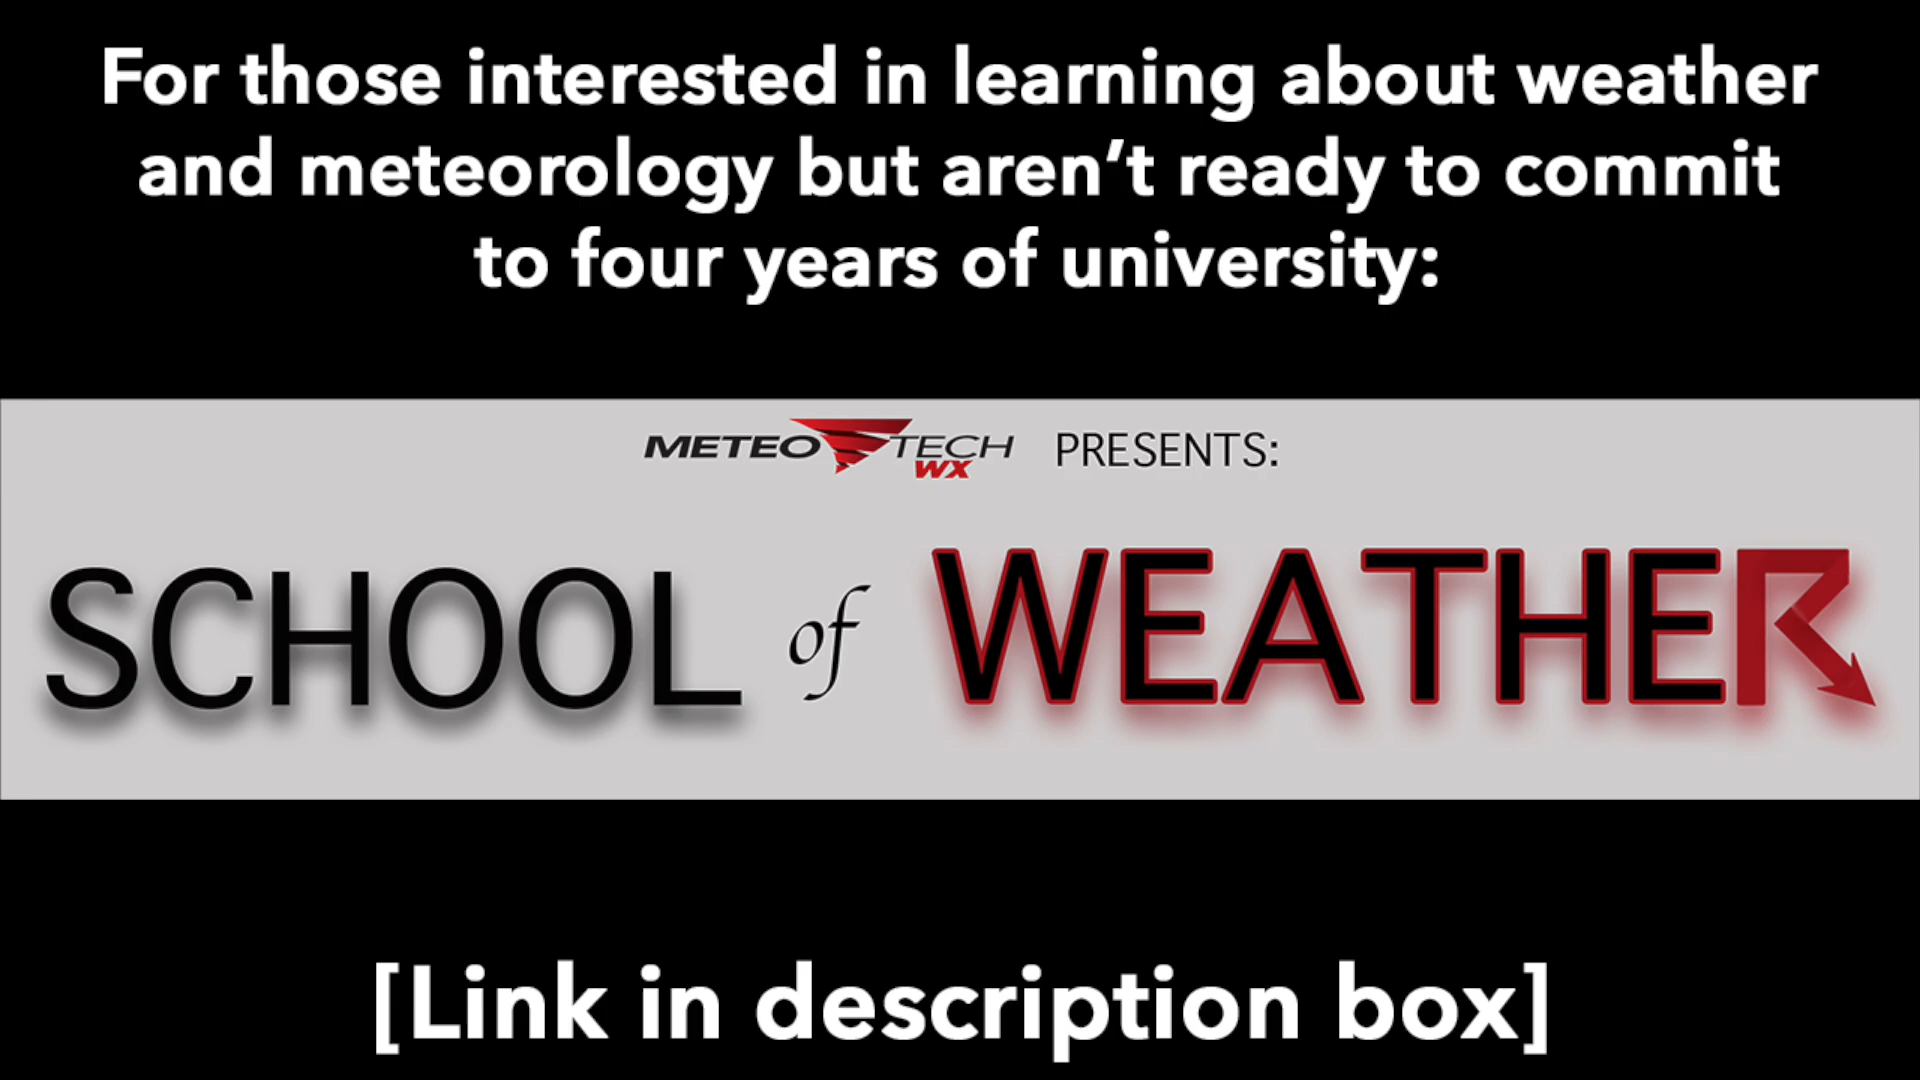 For those interested in learning about weather
and meteorology but aren’t ready to commit
to four years of university:
METEO TECH WX PRESENTS:
SCHOOL of WEATHER
[Link in description box]